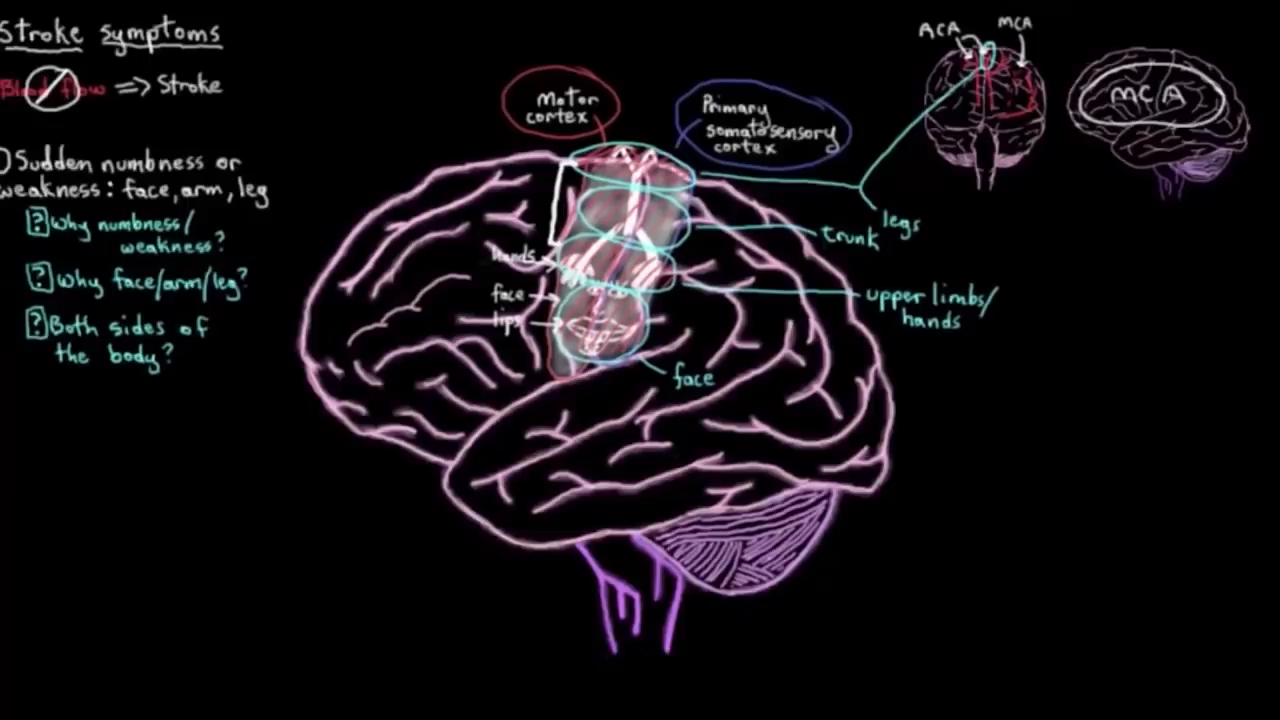 Stroke symptoms
Blood flow => Stroke
) Sudden numbness or
weakness: face, arm, leg
? Why numbness/
weakness?
? Why face/arm/leg?
? Both sides of
the body?
Motor
cortex
Primary
somatosensory
cortex
hands
face
lips
legs
trunk
upper limbs/
hands
face
ACA
MCA
MCA